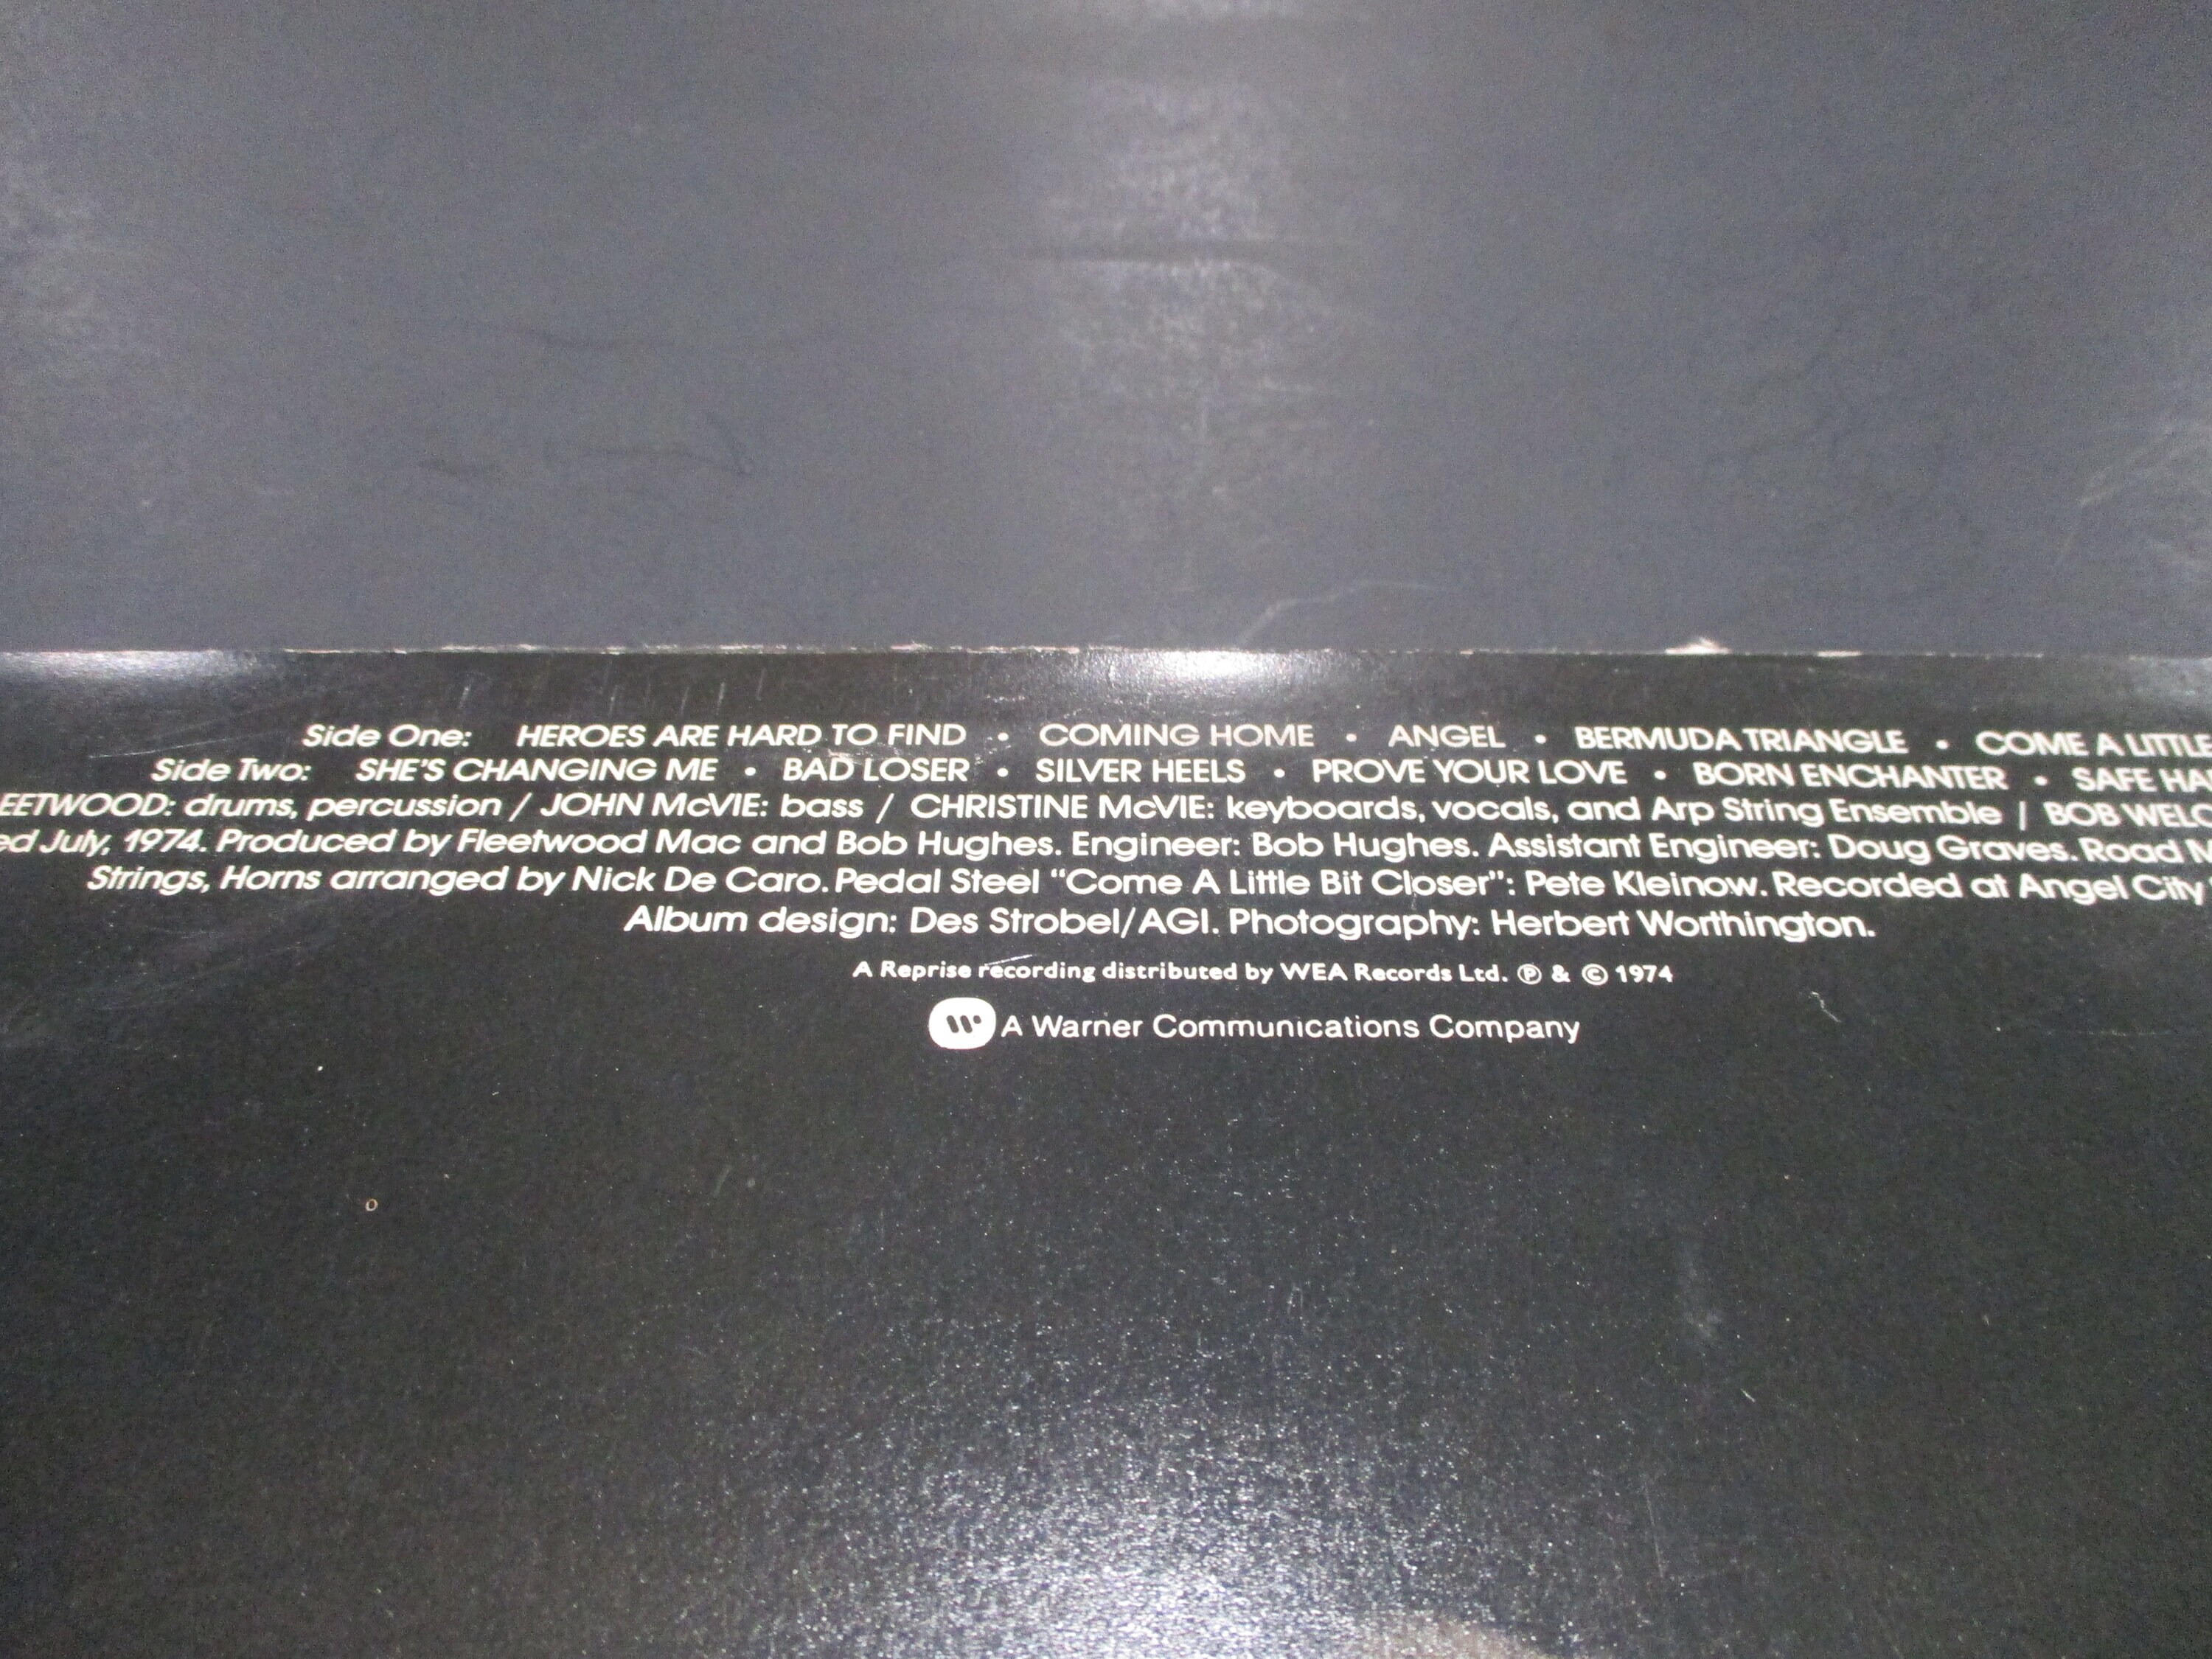 Side One: HEROES ARE HARD TO FIND • COMING HOME • ANGEL • BERMUDA TRIANGLE • COME A LITTLE
Side Two: SHE'S CHANGING ME • BAD LOSER • SILVER HEELS • PROVE YOUR LOVE • BORN ENCHANTER • SAFE HA
EETWOOD: drums, percussion / JOHN McVIE: bass / CHRISTINE McVIE: keyboards, vocals, and Arp String Ensemble / BOB WELC
ed July, 1974. Produced by Fleetwood Mac and Bob Hughes. Engineer: Bob Hughes. Assistant Engineer: Doug Graves. Road M
Strings, Horns arranged by Nick De Caro. Pedal Steel "Come A Little Bit Closer": Pete Kleinow. Recorded at Angel City
Album design: Des Strobel/AGI. Photography: Herbert Worthington.
A Reprise recording distributed by WEA Records Ltd. ℗ & © 1974
A Warner Communications Company